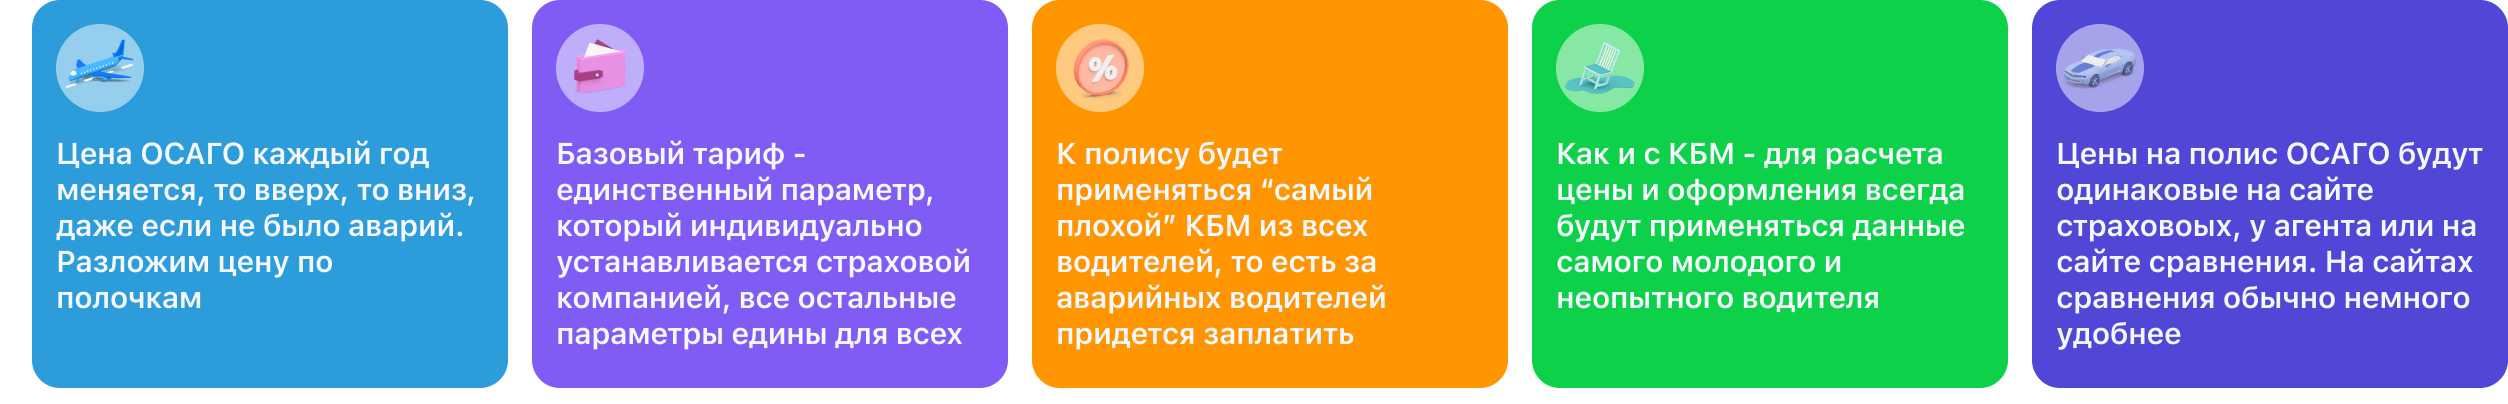 Цена ОСАГО каждый год
меняется, то вверх, то вниз,
даже если не было аварий.
Разложим цену по
полочкам
Базовый тариф -
единственный параметр,
который индивидуально
устанавливается страховой
компанией, все остальные
параметры едины для всех
%
К полису будет
применяться “самый
плохой” КБМ из всех
водителей, то есть за
аварийных водителей
придется заплатить
Как и с КБМ - для расчета
цены и оформления всегда
будут применяться данные
самого молодого и
неопытного водителя
Цены на полис ОСАГО будут
одинаковые на сайте
страховоых, у агента или на
сайте сравнения. На сайтах
сравнения обычно немного
удобнее